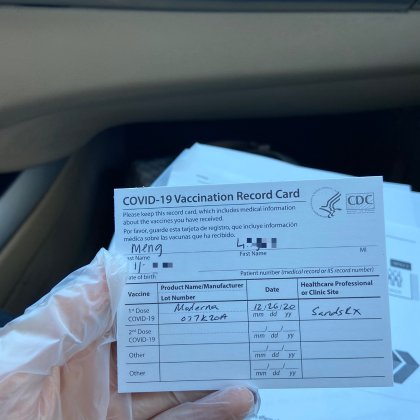 COVID-19 Vaccination Record Card
Please keep this record card, which includes medical information
about the vaccines you have received.
Por favor, guarde esta tarjeta de registro, que incluye información
médica sobre las vacunas que ha recibido.
CDC
Meng
Last Name First Name MI
Date of birth Patient number (medical record or IIS record number)
Vaccine Product Name/Manufacturer Date Healthcare Professional
Lot Number or Clinic Site
1st Dose Moderna 12/26/20 SandsRx
COVID-19 037K20A mm dd yy
2nd Dose / /
COVID-19 mm dd yy
Other / /
mm dd yy
Other / /
mm dd yy